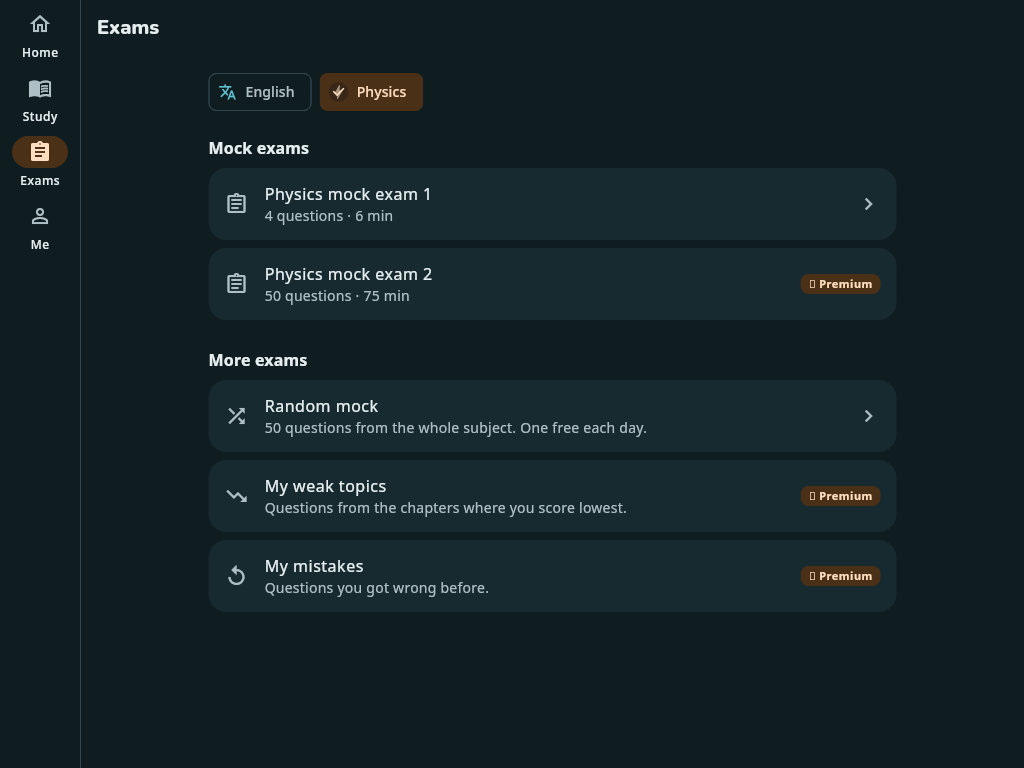 Exams
Home
Study
Exams
Me
English
Physics
Mock exams
Physics mock exam 1
4 questions · 6 min
Physics mock exam 2
50 questions · 75 min
Premium
More exams
Random mock
50 questions from the whole subject. One free each day.
My weak topics
Questions from the chapters where you score lowest.
Premium
My mistakes
Questions you got wrong before.
Premium